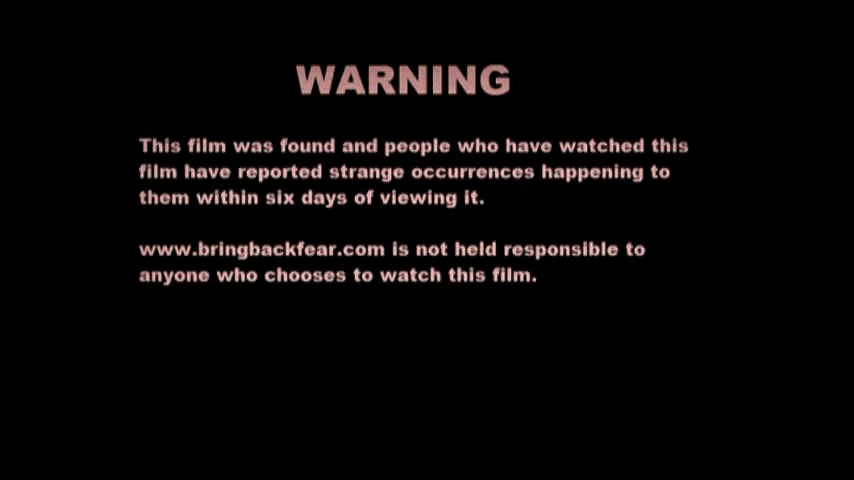 WARNING
This film was found and people who have watched this
film have reported strange occurrences happening to
them within six days of viewing it.
www.bringbackfear.com is not held responsible to
anyone who chooses to watch this film.